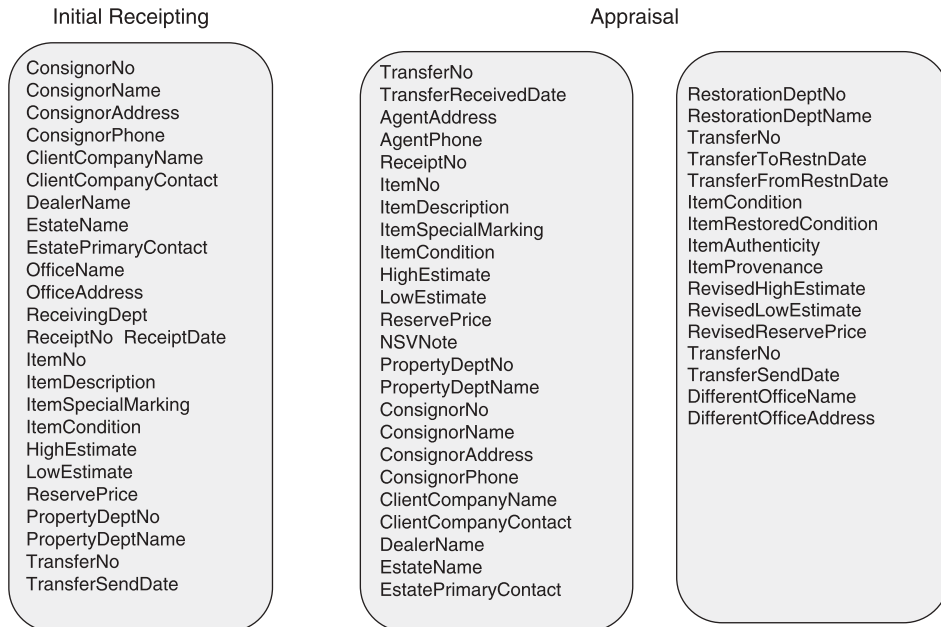 Initial Receipting
ConsignorNo
ConsignorName
ConsignorAddress
ConsignorPhone
ClientCompanyName
ClientCompanyContact
DealerName
EstateName
EstatePrimaryContact
OfficeName
OfficeAddress
ReceivingDept
ReceiptNo ReceiptDate
ItemNo
ItemDescription
ItemSpecialMarking
ItemCondition
HighEstimate
LowEstimate
ReservePrice
PropertyDeptNo
PropertyDeptName
TransferNo
TransferSendDate
Appraisal
TransferNo
TransferReceivedDate
AgentAddress
AgentPhone
ReceiptNo
ItemNo
ItemDescription
ItemSpecialMarking
ItemCondition
HighEstimate
LowEstimate
ReservePrice
NSVNote
PropertyDeptNo
PropertyDeptName
ConsignorNo
ConsignorName
ConsignorAddress
ConsignorPhone
ClientCompanyName
ClientCompanyContact
DealerName
EstateName
EstatePrimaryContact
RestorationDeptNo
RestorationDeptName
TransferNo
TransferToRestnDate
TransferFromRestnDate
ItemCondition
ItemRestoredCondition
ItemAuthenticity
ItemProvenance
RevisedHighEstimate
RevisedLowEstimate
RevisedReservePrice
TransferNo
TransferSendDate
DifferentOfficeName
DifferentOfficeAddress